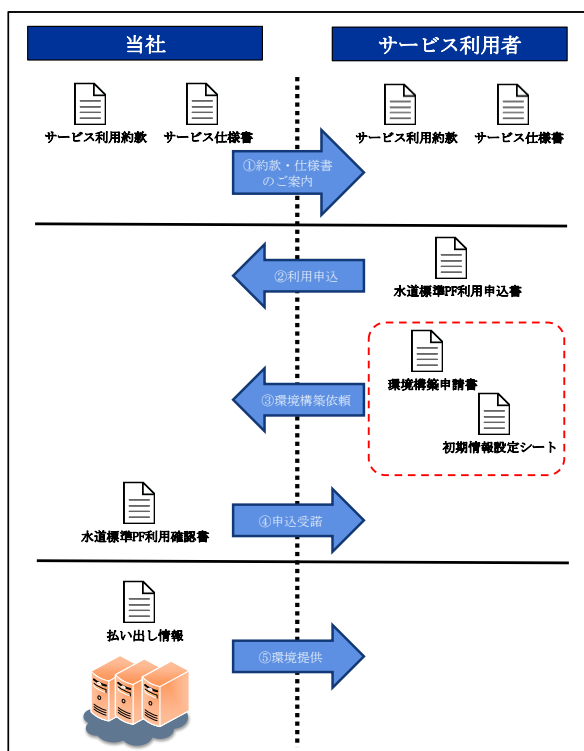 当社
サービス利用者
サービス利用約款
サービス仕様書
サービス利用約款
サービス仕様書
①約款・仕様書
のご案内
②利用申込
水道標準PF利用申込書
環境構築申請書
③環境構築依頼
初期情報設定シート
水道標準PF利用確認書
④申込受諾
払い出し情報
⑤環境提供